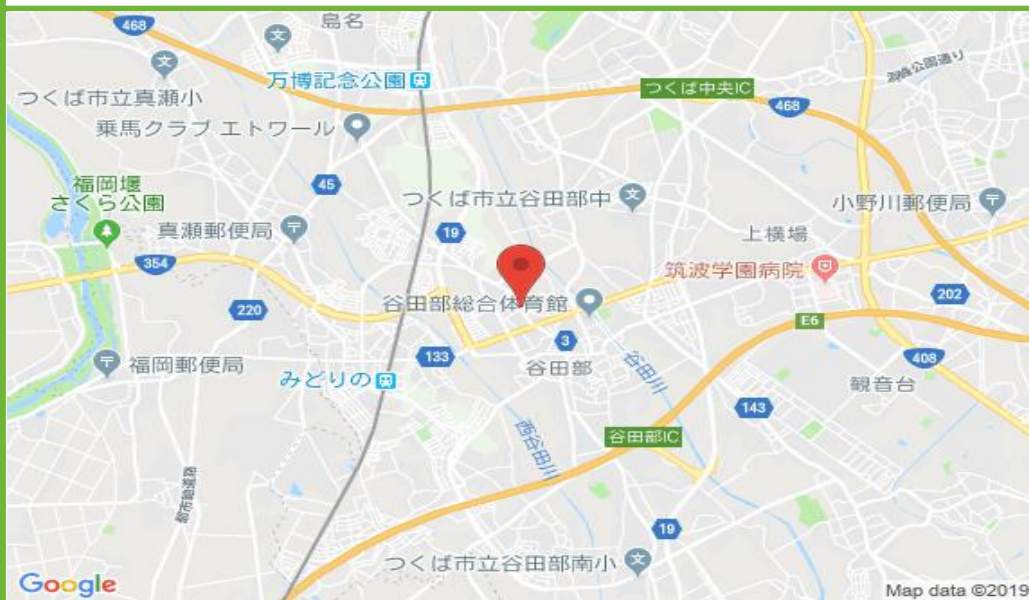 468
島名
万博記念公園
つくば市立真瀬小
つくば中央IC
468
乗馬クラブ エトワール
福岡堰
さくら公園
45
つくば市立谷田部中
小野川郵便局
真瀬郵便局
19
上横場
354
筑波学園病院
谷田部総合体育館
202
220
E6
3
133
福岡郵便局
谷田部
谷田川
408
みどりの
観音台
143
西谷田川
谷田部IC
都市軸道路
19
つくば市立谷田部南小
Google
Map data ©2019